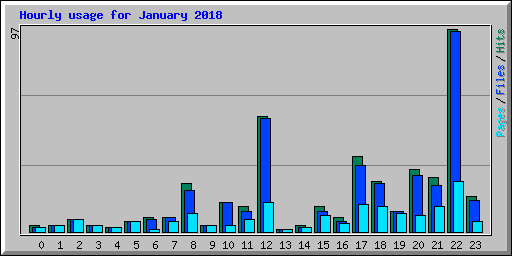 Hourly usage for January 2018
97
Pages/Files/Hits
0 1 2 3 4 5 6 7 8 9 10 11 12 13 14 15 16 17 18 19 20 21 22 23